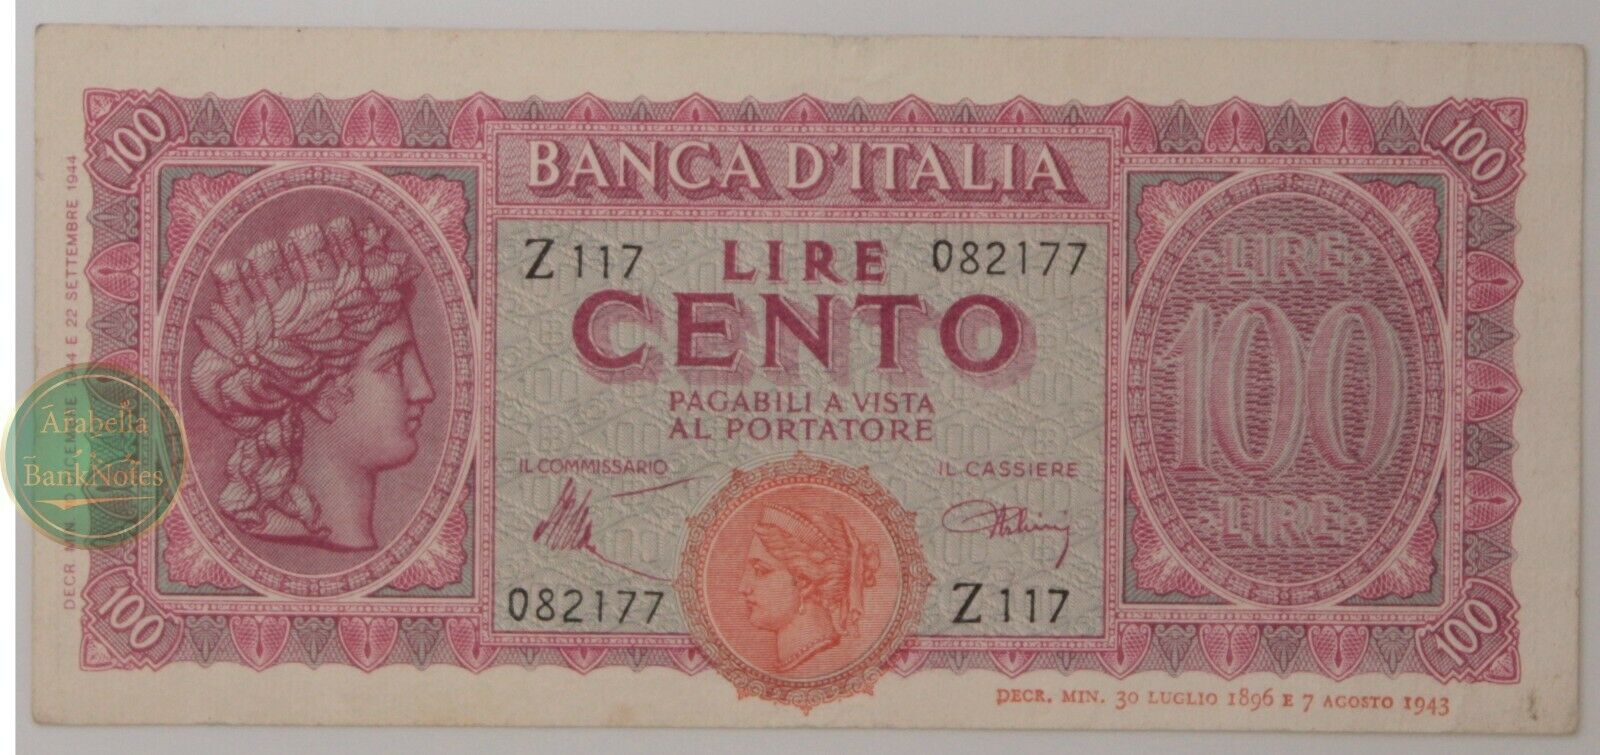 100
100
BANCA D'ITALIA
Z 117
LIRE
082177
CENTO
PAGABILI A VISTA
AL PORTATORE
IL COMMISSARIO
IL CASSIERE
082177
Z 117
LIRE
100
LIRE
100
100
DECR. MIN. 30 LUGLIO 1896 E 7 AGOSTO 1943
DECR. E 22 SETTEMBRE 1944
Arabella
BankNotes